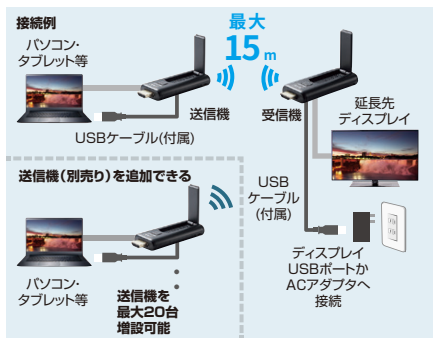 接続例
パソコン・
タブレット等
最大
15m
送信機
受信機
USBケーブル(付属)
延長先
ディスプレイ
USB
ケーブル
(付属)
ディスプレイ
USBポートか
ACアダプタへ
接続
送信機(別売り)を追加できる
パソコン・
タブレット等
送信機を
最大20台
増設可能